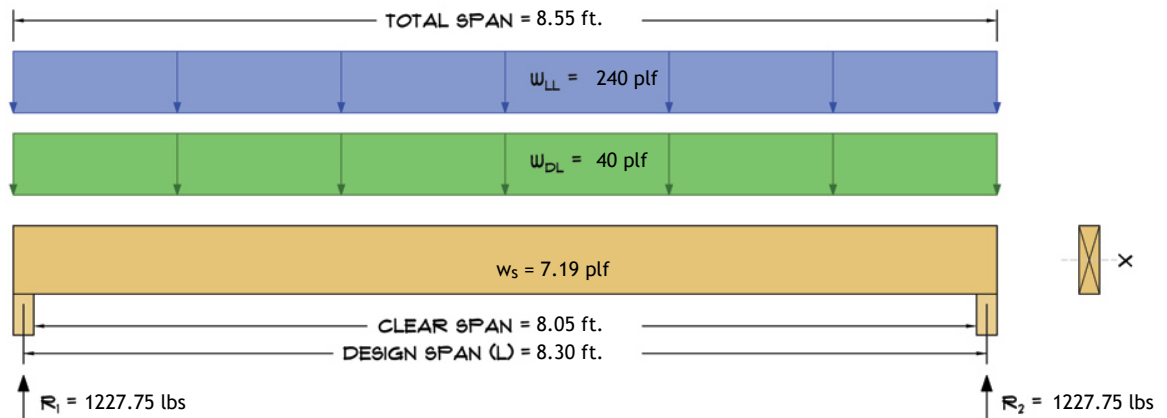 TOTAL SPAN = 8.55 ft.
WLL = 240 plf
WDL = 40 plf
ws = 7.19 plf
X
CLEAR SPAN = 8.05 ft.
DESIGN SPAN (L) = 8.30 ft.
R1 = 1227.75 lbs
R2 = 1227.75 lbs